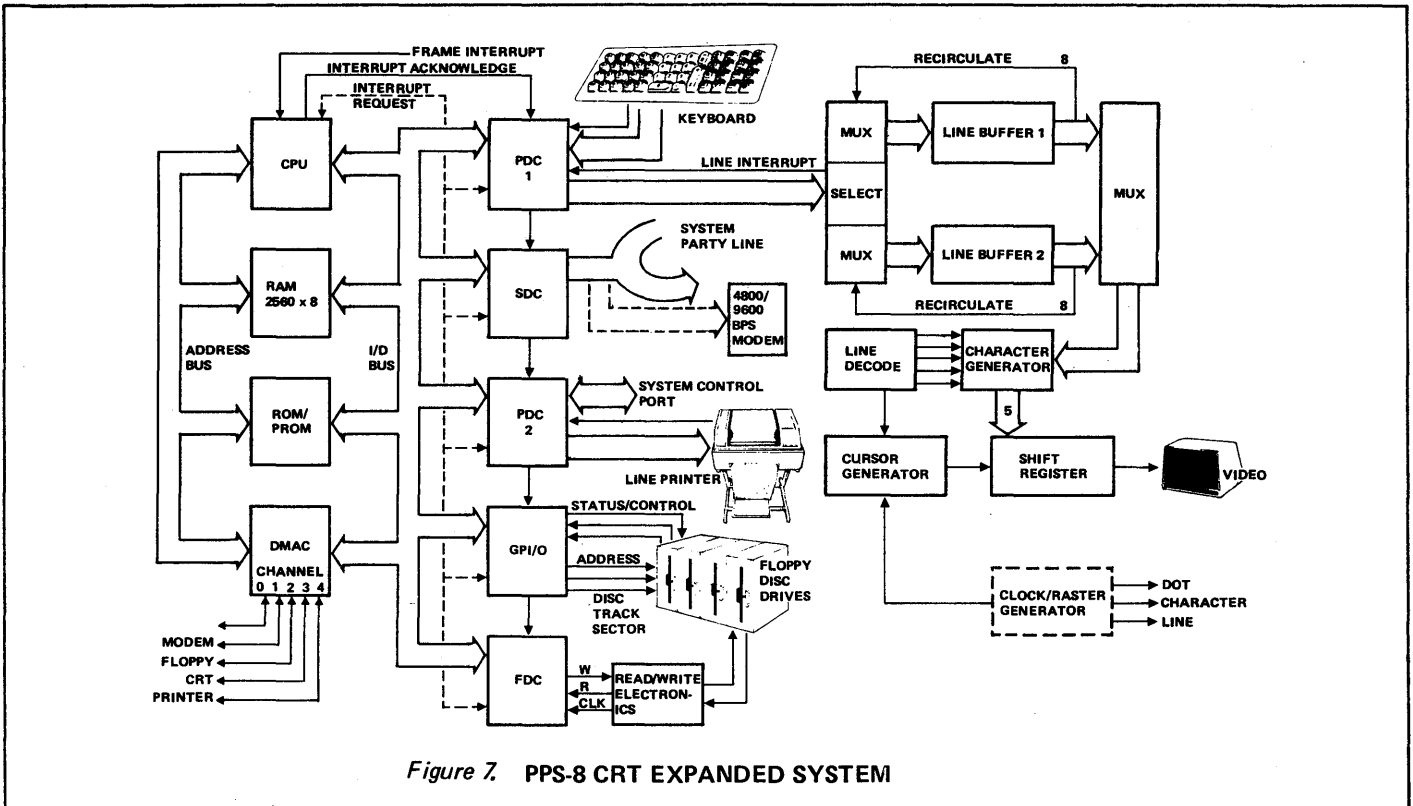 FRAME INTERRUPT
INTERRUPT ACKNOWLEDGE
INTERRUPT
REQUEST
KEYBOARD
CPU
PDC
1
LINE INTERRUPT
RECIRCULATE 8
MUX
SELECT
MUX
LINE BUFFER 1
LINE BUFFER 2
MUX
RECIRCULATE 8
RAM
2560 x 8
SDC
SYSTEM
PARTY LINE
4800/
9600
BPS
MODEM
ADDRESS
BUS
I/D
BUS
LINE
DECODE
CHARACTER
GENERATOR
5
ROM/
PROM
PDC
2
SYSTEM CONTROL
PORT
LINE PRINTER
CURSOR
GENERATOR
SHIFT
REGISTER
VIDEO
DMAC
CHANNEL
0 1 2 3 4
MODEM
FLOPPY
CRT
PRINTER
GPI/O
STATUS/CONTROL
ADDRESS
DISC
TRACK
SECTOR
FLOPPY
DISC
DRIVES
CLOCK/RASTER
GENERATOR
DOT
CHARACTER
LINE
FDC
W
R
CLK
READ/WRITE
ELECTRON-
ICS
Figure 7. PPS-8 CRT EXPANDED SYSTEM